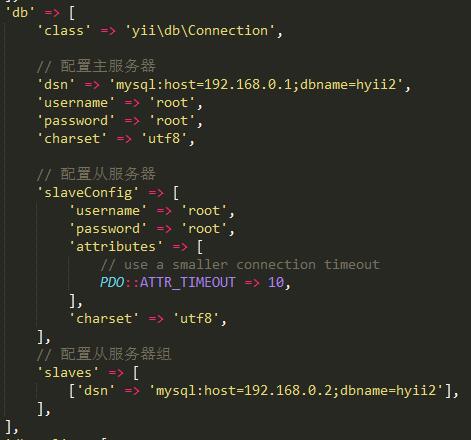 'db' => [
'class' => 'yii\db\Connection',
// 配置主服务器
'dsn' => 'mysql:host=192.168.0.1;dbname=hyii2',
'username' => 'root',
'password' => 'root',
'charset' => 'utf8',
// 配置从服务器
'slaveConfig' => [
'username' => 'root',
'password' => 'root',
'attributes' => [
// use a smaller connection timeout
PDO::ATTR_TIMEOUT => 10,
],
'charset' => 'utf8',
],
// 配置从服务器组
'slaves' => [
['dsn' => 'mysql:host=192.168.0.2;dbname=hyii2'],
],
],